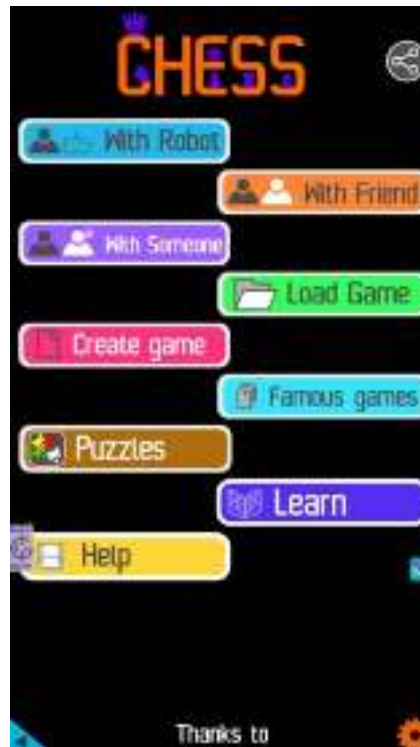 CHESS
With Robot
With Friend
With Someone
Load Game
Create game
Famous games
Puzzles
Learn
Help
Thanks to